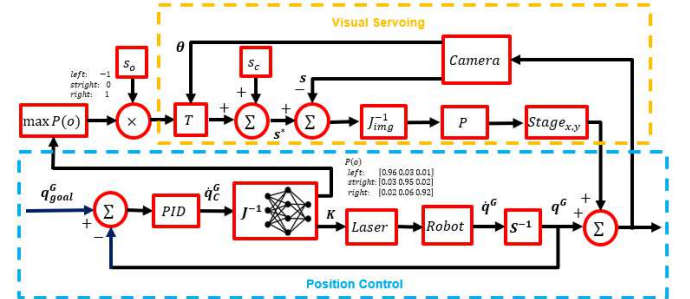 Visual Servoing
θ
Camera
s_o
s_c
s
left: −1
stright: 0
right: 1
+
−
max P(o)
×
T
+
Σ
+
s*
Σ
J_img^−1
P
Stage_x,y
P(o)
left: [0.96 0.03 0.01]
stright: [0.03 0.95 0.02]
right: [0.02 0.06 0.92]
q_goal^G
q̇_C^G
+
+
Σ
PID
J^−1
K
Laser
Robot
q̇^G
S^−1
q^G
+
Σ
−
Position Control